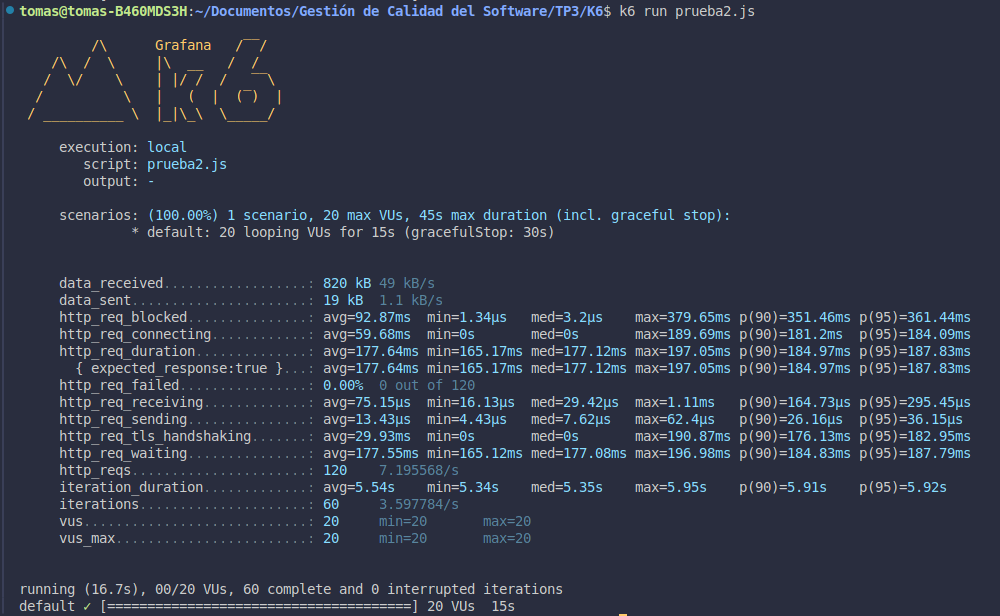 tomas@tomas-B460MDS3H:~/Documentos/Gestión de Calidad del Software/TP3/K6$ k6 run prueba2.js
Grafana
execution: local
script: prueba2.js
output: -
scenarios: (100.00%) 1 scenario, 20 max VUs, 45s max duration (incl. graceful stop):
* default: 20 looping VUs for 15s (gracefulStop: 30s)
data_received..................: 820 kB 49 kB/s
data_sent......................: 19 kB 1.1 kB/s
http_req_blocked...............: avg=92.87ms min=1.34µs med=3.2µs max=379.65ms p(90)=351.46ms p(95)=361.44ms
http_req_connecting............: avg=59.68ms min=0s med=0s max=189.69ms p(90)=181.2ms p(95)=184.09ms
http_req_duration..............: avg=177.64ms min=165.17ms med=177.12ms max=197.05ms p(90)=184.97ms p(95)=187.83ms
{ expected_response:true }...: avg=177.64ms min=165.17ms med=177.12ms max=197.05ms p(90)=184.97ms p(95)=187.83ms
http_req_failed................: 0.00% 0 out of 120
http_req_receiving.............: avg=75.15µs min=16.13µs med=29.42µs max=1.11ms p(90)=164.73µs p(95)=295.45µs
http_req_sending...............: avg=13.43µs min=4.43µs med=7.62µs max=62.4µs p(90)=26.16µs p(95)=36.15µs
http_req_tls_handshaking.......: avg=29.93ms min=0s med=0s max=190.87ms p(90)=176.13ms p(95)=182.95ms
http_req_waiting...............: avg=177.55ms min=165.12ms med=177.08ms max=196.98ms p(90)=184.83ms p(95)=187.79ms
http_reqs......................: 120 7.195568/s
iteration_duration.............: avg=5.54s min=5.34s med=5.35s max=5.95s p(90)=5.91s p(95)=5.92s
iterations.....................: 60 3.597784/s
vus............................: 20 min=20 max=20
vus_max........................: 20 min=20 max=20
running (16.7s), 00/20 VUs, 60 complete and 0 interrupted iterations
default ✓ [======================================] 20 VUs 15s